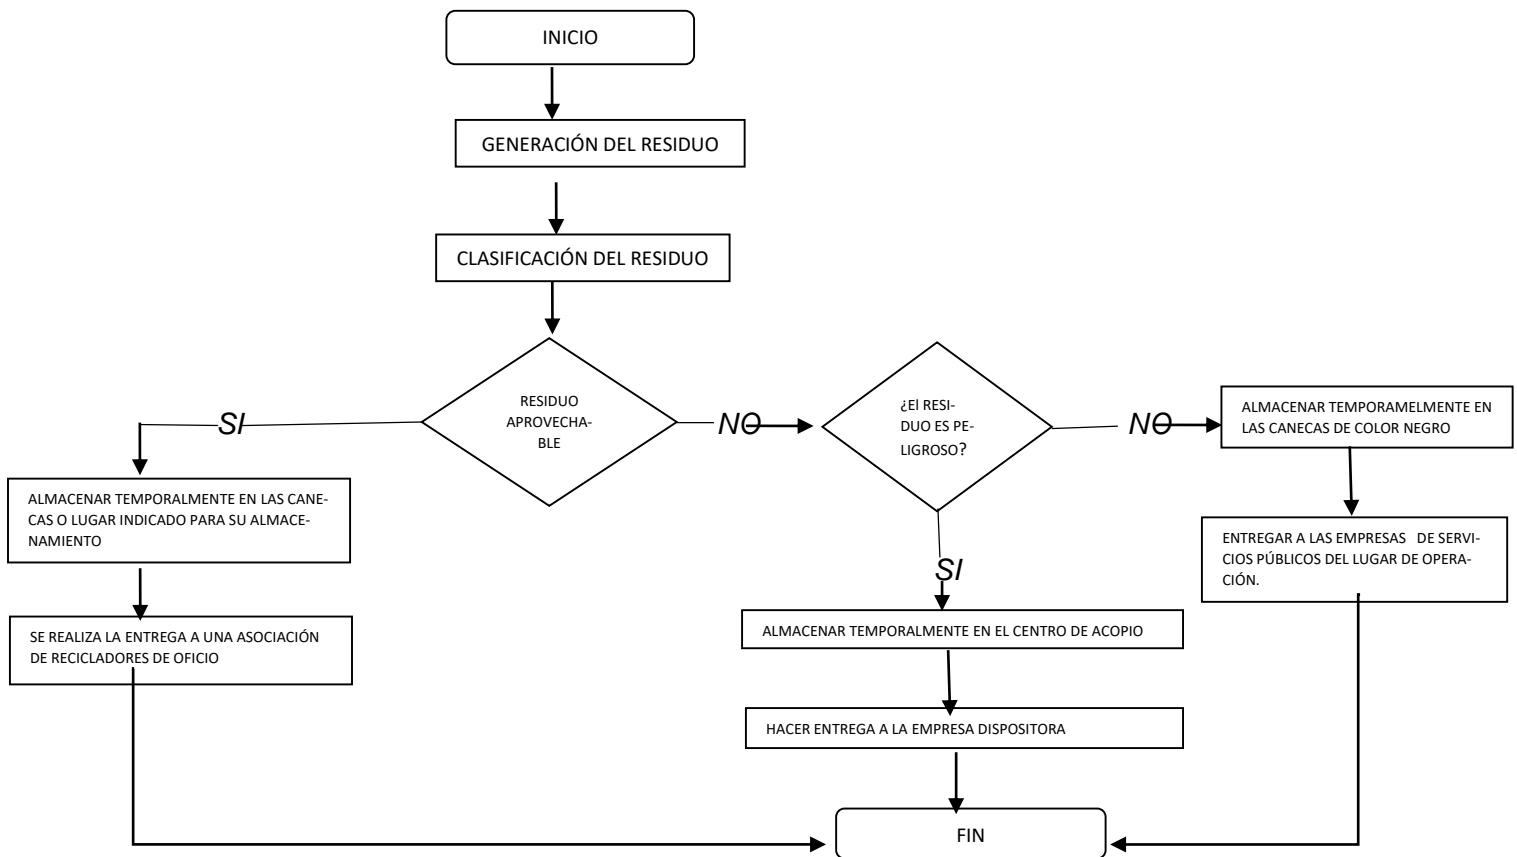 INICIO
GENERACIÓN DEL RESIDUO
CLASIFICACIÓN DEL RESIDUO
RESIDUO
APROVECHA-
BLE
SI
NO
¿El RESI-
DUO ES PE-
LIGROSO?
NO
SI
ALMACENAR TEMPORAMELMENTE EN
LAS CANECAS DE COLOR NEGRO
ALMACENAR TEMPORALMENTE EN LAS CANE-
CAS O LUGAR INDICADO PARA SU ALMACE-
NAMIENTO
ENTREGAR A LAS EMPRESAS DE SERVI-
CIOS PÚBLICOS DEL LUGAR DE OPERA-
CIÓN.
SE REALIZA LA ENTREGA A UNA ASOCIACIÓN
DE RECICLADORES DE OFICIO
ALMACENAR TEMPORALMENTE EN EL CENTRO DE ACOPIO
HACER ENTREGA A LA EMPRESA DISPOSITORA
FIN